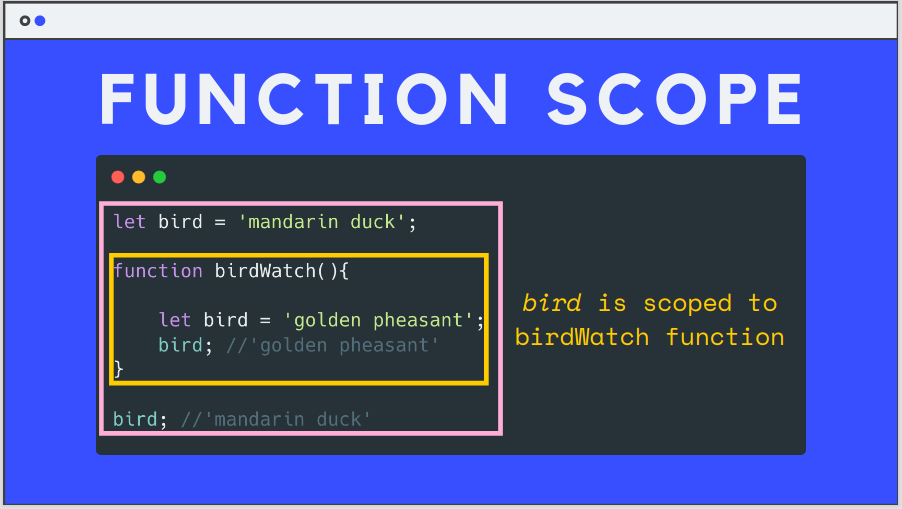 FUNCTION SCOPE
let bird = 'mandarin duck';
function birdWatch(){
let bird = 'golden pheasant';
bird; //'golden pheasant'
}
bird; //'mandarin duck'
bird is scoped to
birdWatch function